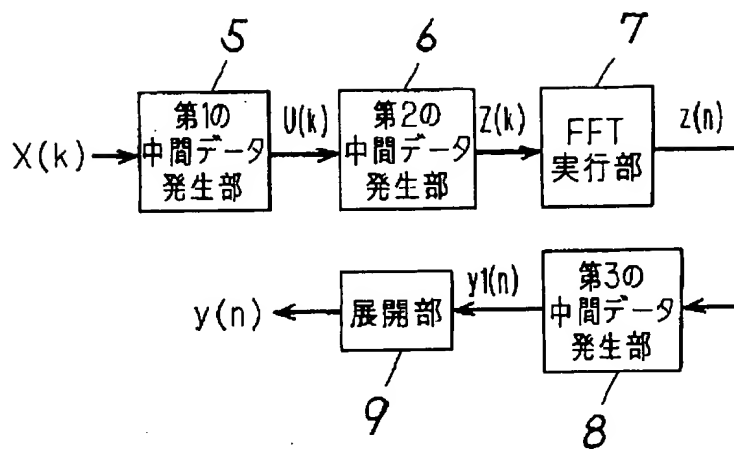 5
6
7
第1の
中間データ
発生部
第2の
中間データ
発生部
FFT
実行部
X(k)
U(k)
Z(k)
z(n)
y(n)
展開部
y1(n)
第3の
中間データ
発生部
9
8